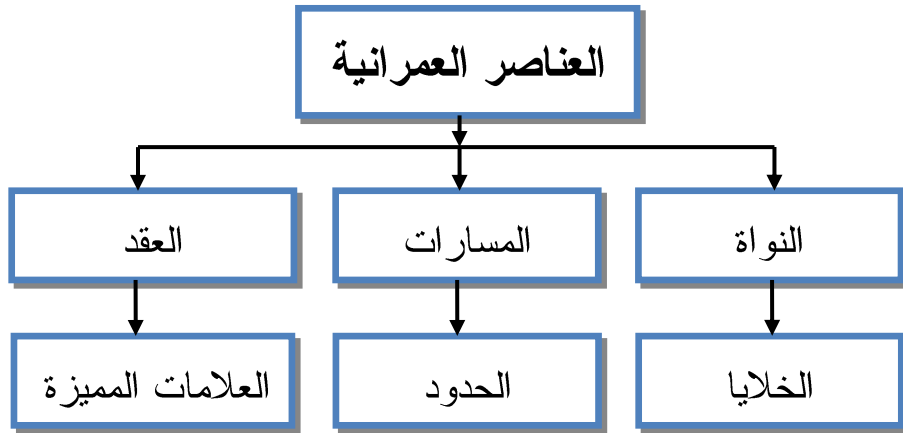 العناصر العمرانية
النواة
المسارات
العقد
الخلايا
الحدود
العلامات المميزة